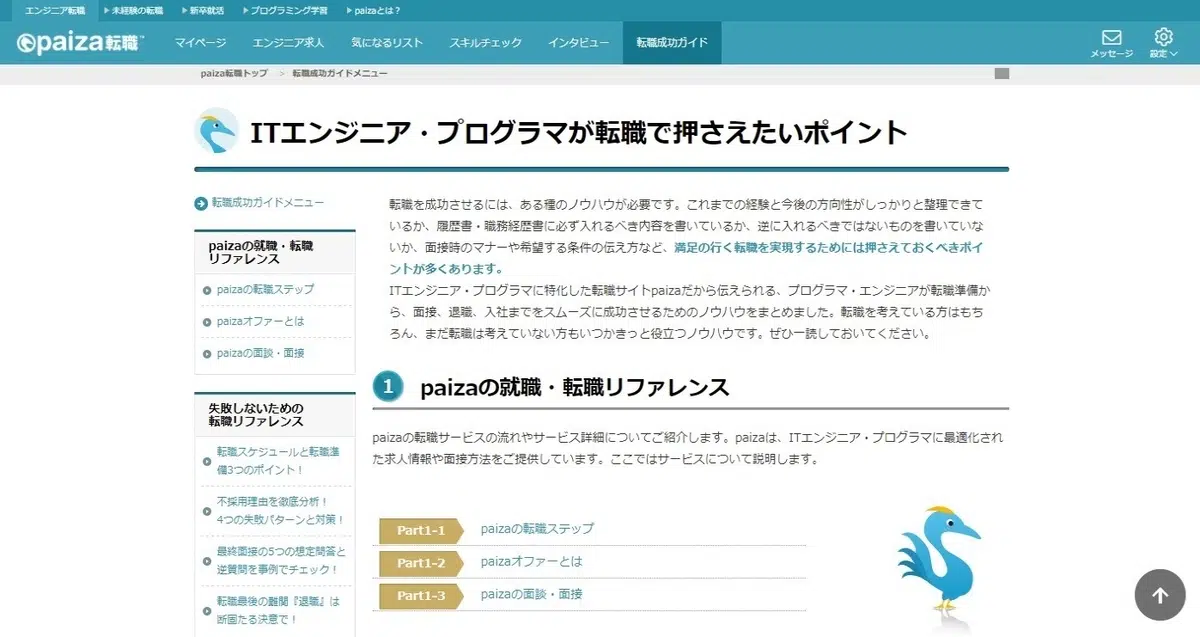 エンジニア転職
未経験の転職
新卒就活
プログラミング学習
paizaとは?
paiza転職
マイページ
エンジニア求人
気になるリスト
スキルチェック
インタビュー
転職成功ガイド
メッセージ
設定
paiza転職トップ > 転職成功ガイドメニュー
ITエンジニア・プログラマが転職で押さえたいポイント
転職成功ガイドメニュー
paizaの就職・転職
リファレンス
paizaの転職ステップ
paizaオファーとは
paizaの面談・面接
失敗しないための
転職リファレンス
転職スケジュールと転職準
備3つのポイント!
不採用理由を徹底分析!
4つの失敗パターンと対策!
最終面接の5つの想定問答と
逆質問を事例でチェック!
転職最後の難関『退職』は
断固たる決意で!
転職を成功させるには、ある種のノウハウが必要です。これまでの経験と今後の方向性がしっかりと整理できて
いるか、履歴書・職務経歴書に必ず入れるべき内容を書いているか、逆に入れるべきではないものを書いていな
いか、面接時のマナーや希望する条件の伝え方など、満足の行く転職を実現するためには押さえておくべきポイ
ントが多くあります。
ITエンジニア・プログラマに特化した転職サイトpaizaだから伝えられる、プログラマ・エンジニアが転職準備か
ら、面接、退職、入社までをスムーズに成功させるためのノウハウをまとめました。転職を考えている方はもち
ろん、まだ転職は考えていない方もいつかきっと役立つノウハウです。ぜひ一読しておいてください。
1 paizaの就職・転職リファレンス
paizaの転職サービスの流れやサービス詳細についてご紹介します。paizaは、ITエンジニア・プログラマに最適化され
た求人情報や面接方法をご提供しています。ここではサービスについて説明します。
Part1-1 paizaの転職ステップ
Part1-2 paizaオファーとは
Part1-3 paizaの面談・面接